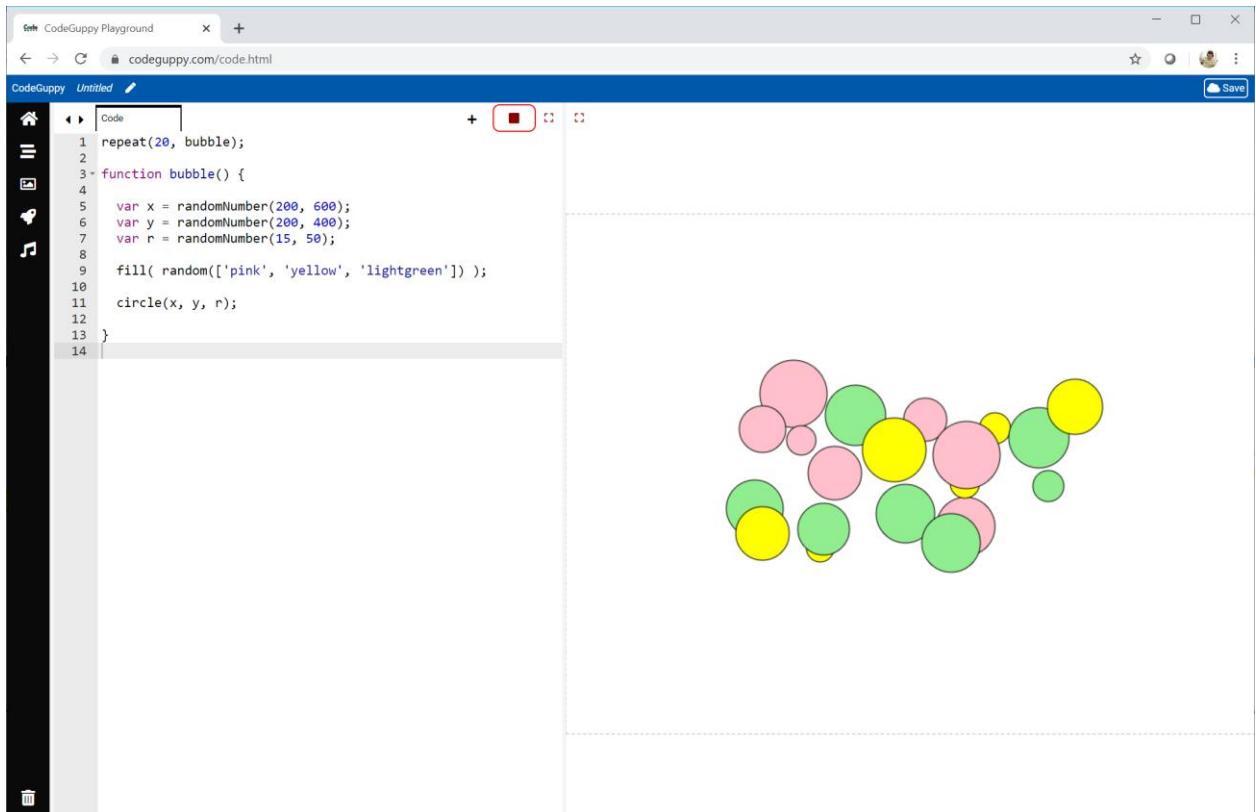 CodeGuppy Playground
codeguppy.com/code.html
CodeGuppy Untitled
Save
Code
1 repeat(20, bubble);
2
3 function bubble() {
4
5 var x = randomNumber(200, 600);
6 var y = randomNumber(200, 400);
7 var r = randomNumber(15, 50);
8
9 fill( random(['pink', 'yellow', 'lightgreen']) );
10
11 circle(x, y, r);
12
13 }
14